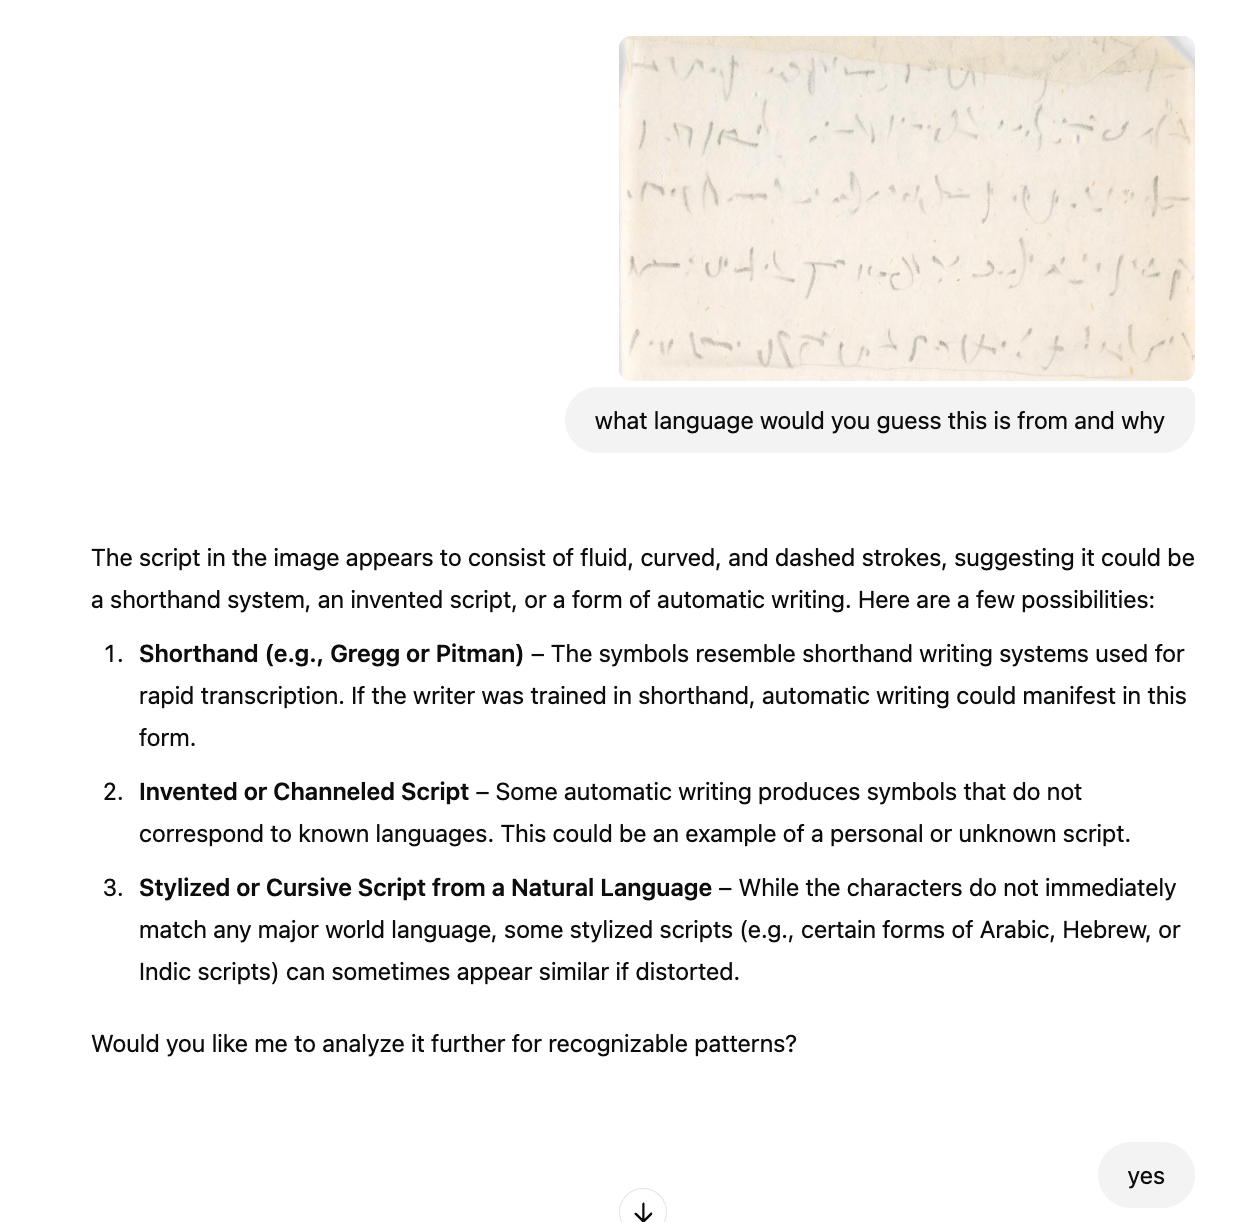 what language would you guess this is from and why
The script in the image appears to consist of fluid, curved, and dashed strokes, suggesting it could be
a shorthand system, an invented script, or a form of automatic writing. Here are a few possibilities:
1. Shorthand (e.g., Gregg or Pitman) – The symbols resemble shorthand writing systems used for
rapid transcription. If the writer was trained in shorthand, automatic writing could manifest in this
form.
2. Invented or Channeled Script – Some automatic writing produces symbols that do not
correspond to known languages. This could be an example of a personal or unknown script.
3. Stylized or Cursive Script from a Natural Language – While the characters do not immediately
match any major world language, some stylized scripts (e.g., certain forms of Arabic, Hebrew, or
Indic scripts) can sometimes appear similar if distorted.
Would you like me to analyze it further for recognizable patterns?
yes